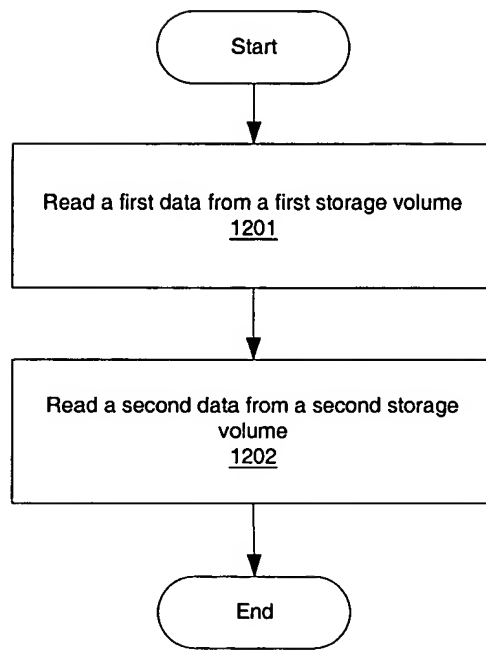 Start
Read a first data from a first storage volume
1201
Read a second data from a second storage
volume
1202
End